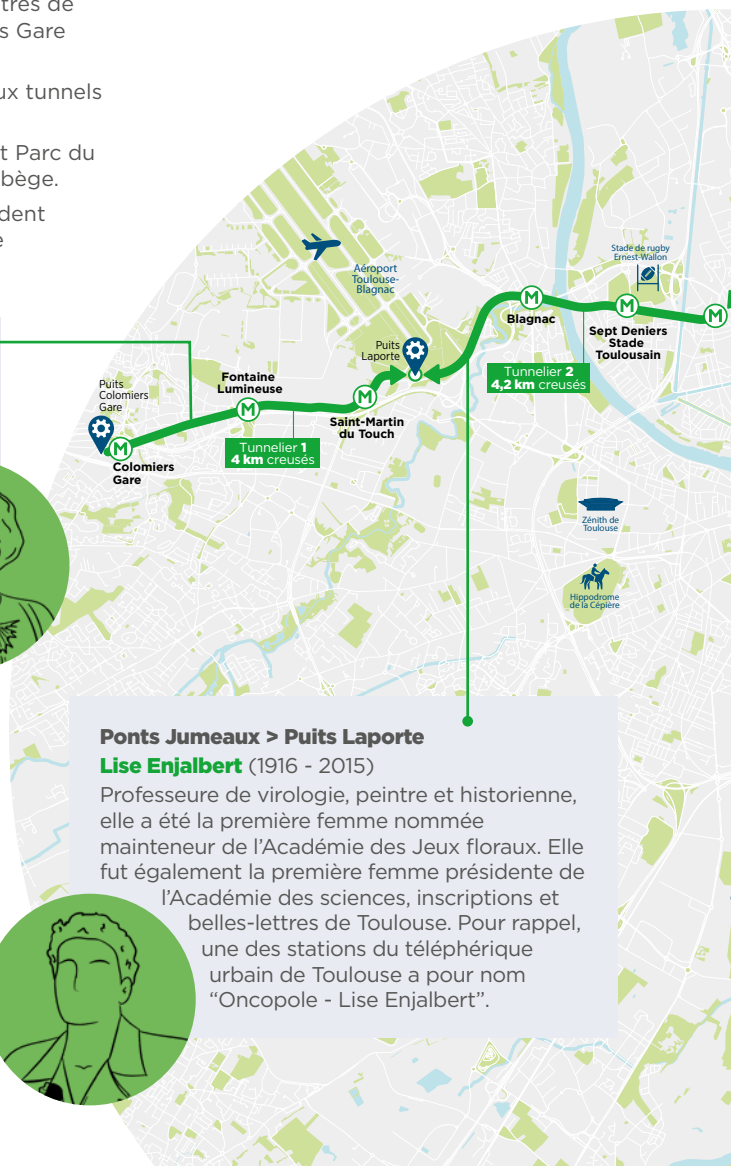 tres de
s Gare
ux tunnels
t Parc du
bège.
dent
e
Stade de rugby
Ernest-Wallon
Aéroport
Toulouse-
Blagnac
Blagnac
Sept Deniers
Stade
Toulousain
Puits
Laporte
Tunnelier 2
4,2 km creusés
Fontaine
Lumineuse
Puits
Colomiers
Gare
Saint-Martin
du Touch
Tunnelier 1
4 km creusés
Colomiers
Gare
Zénith de
Toulouse
Hippodrome
de la Cépière
Ponts Jumeaux > Puits Laporte
Lise Enjalbert (1916 - 2015)
Professeure de virologie, peintre et historienne,
elle a été la première femme nommée
mainteneur de l’Académie des Jeux floraux. Elle
fut également la première femme présidente de
l’Académie des sciences, inscriptions et
belles-lettres de Toulouse. Pour rappel,
une des stations du téléphérique
urbain de Toulouse a pour nom
“Oncopole - Lise Enjalbert”.